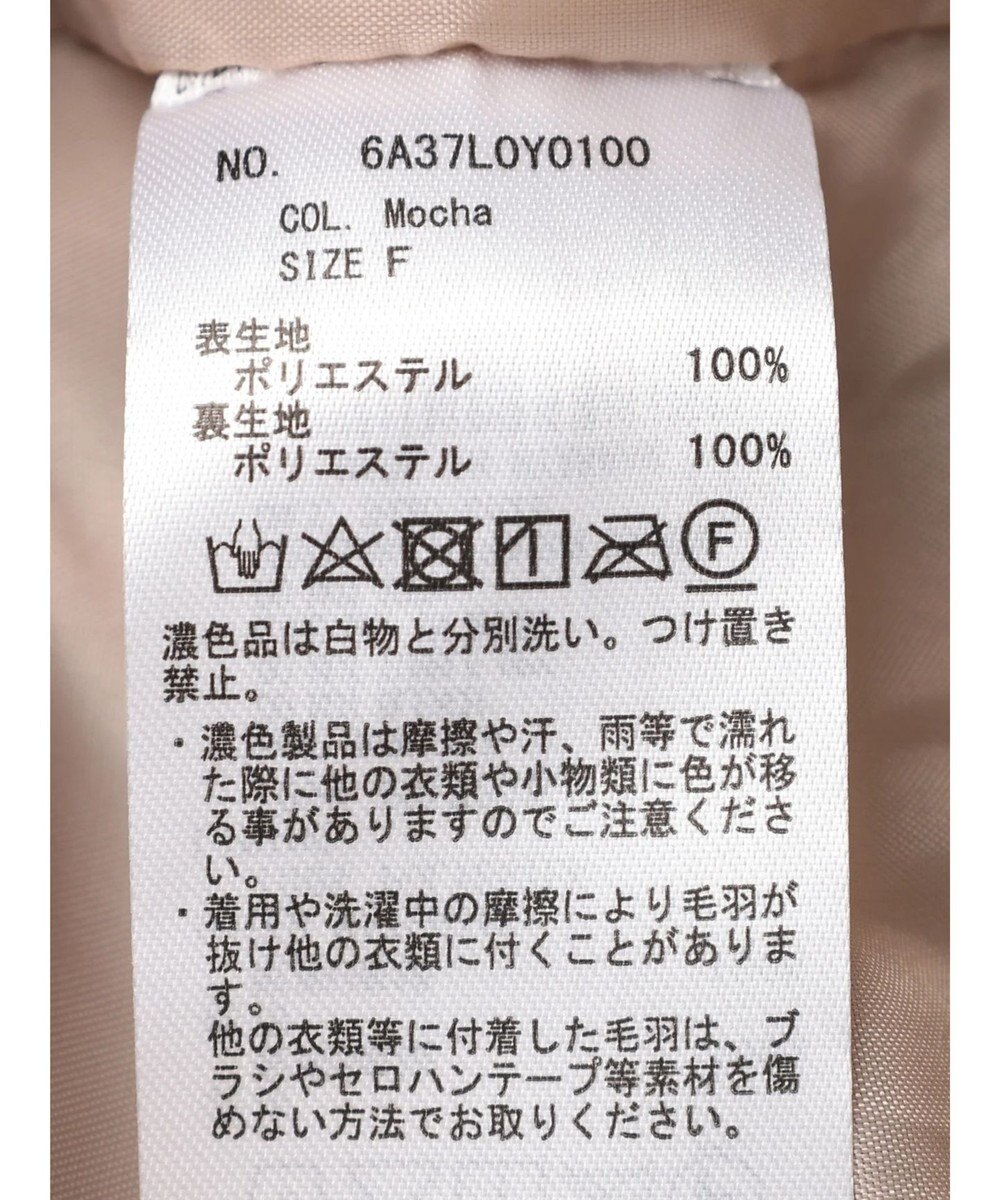 NO. 6A37L0Y0100
COL. Mocha
SIZE F
表生地
ポリエステル 100%
裏生地
ポリエステル 100%
F
濃色品は白物と分別洗い。つけ置き
禁止。
・濃色製品は摩擦や汗、雨等で濡れ
た際に他の衣類や小物類に色が移
る事がありますのでご注意くださ
い。
・着用や洗濯中の摩擦により毛羽が
抜け他の衣類に付くことがありま
す。
他の衣類等に付着した毛羽は、ブ
ラシやセロハンテープ等素材を傷
めない方法でお取りください。